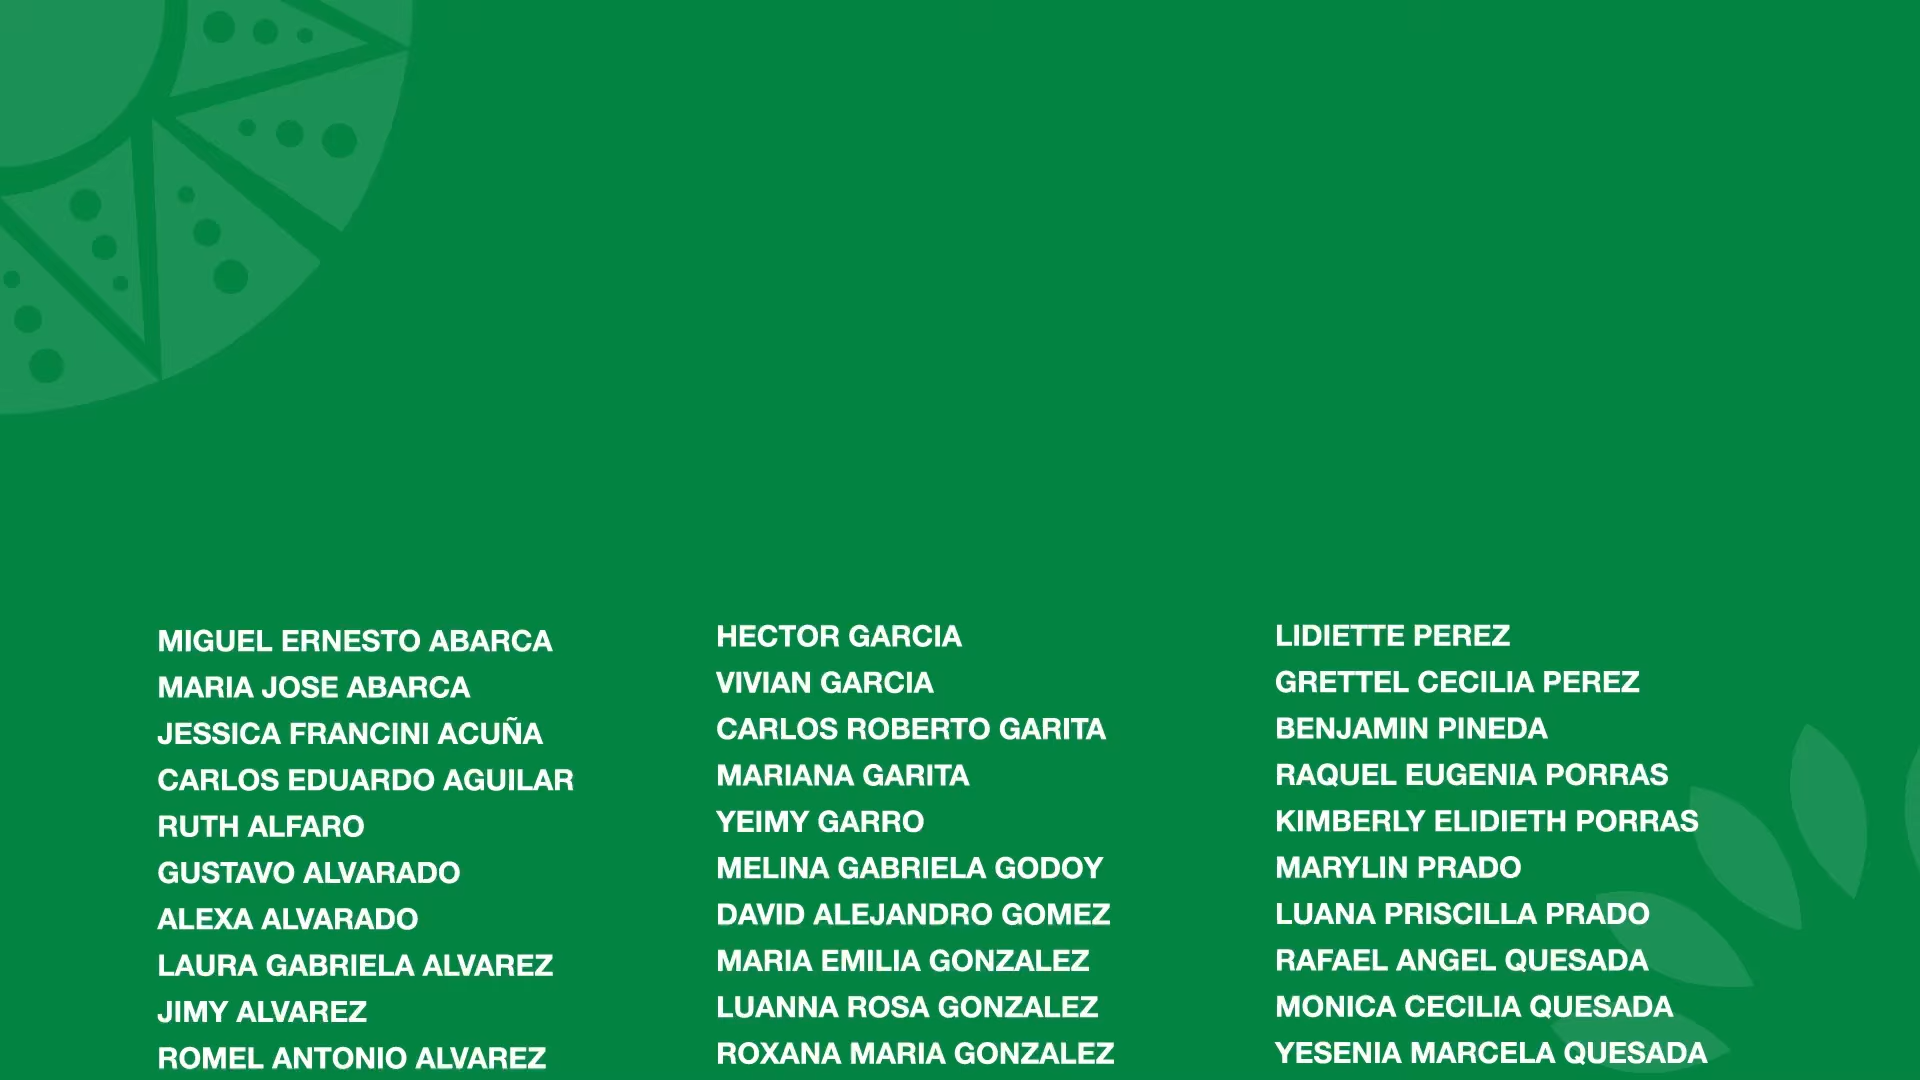 MIGUEL ERNESTO ABARCA
MARIA JOSE ABARCA
JESSICA FRANCINI ACUÑA
CARLOS EDUARDO AGUILAR
RUTH ALFARO
GUSTAVO ALVARADO
ALEXA ALVARADO
LAURA GABRIELA ALVAREZ
JIMY ALVAREZ
ROMEL ANTONIO ALVAREZ
HECTOR GARCIA
VIVIAN GARCIA
CARLOS ROBERTO GARITA
MARIANA GARITA
YEIMY GARRO
MELINA GABRIELA GODOY
DAVID ALEJANDRO GOMEZ
MARIA EMILIA GONZALEZ
LUANNA ROSA GONZALEZ
ROXANA MARIA GONZALEZ
LIDIETTE PEREZ
GRETTEL CECILIA PEREZ
BENJAMIN PINEDA
RAQUEL EUGENIA PORRAS
KIMBERLY ELIDIETH PORRAS
MARYLIN PRADO
LUANA PRISCILLA PRADO
RAFAEL ANGEL QUESADA
MONICA CECILIA QUESADA
YESENIA MARCELA QUESADA